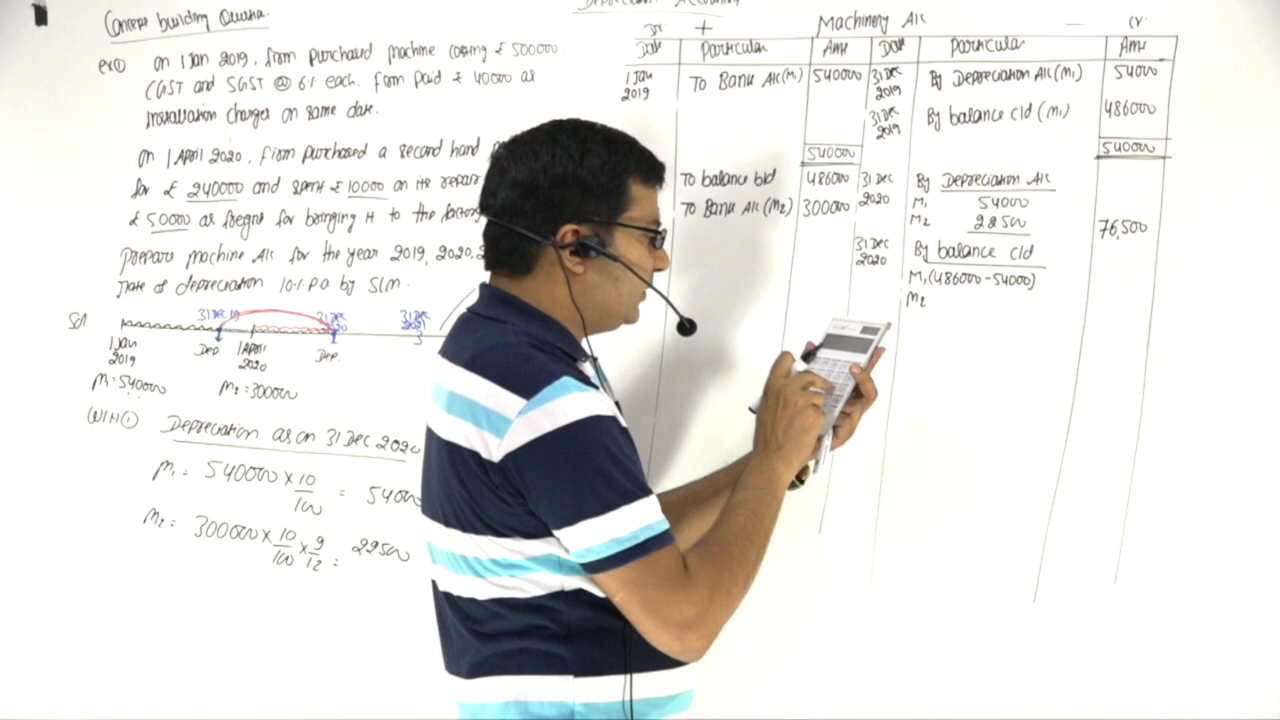 Concept building Question.
Depreciation Accounting
ex① On 1 Jan 2019, firm purchased machine costing ₹ 500000.
CGST and SGST @ 6% each. Firm paid ₹ 40000 as
Installation charges on same date.
On 1 April 2020, Firm purchased a second hand
for ₹ 240000 and spent ₹ 10000 on its repair
₹ 50000 as freight for bringing it to the factory
Prepare machine A/c for the year 2019, 2020,
rate of depreciation 10% p.a by SLM.
Sol
31 Dec 31 Dec 31 Dec
1 Jan 2019 Dep 1 April 2020 Dep.
M₁ = 540000 M₂ = 300000
W/N ① Depreciation as on 31 Dec 2020
M₁ = 540000 × 10/100 = 54000
M₂ = 300000 × 10/100 × 9/12 = 22500
Dr. + Machinery A/c — Cr.
Date Particular Amt Date Particular Amt
1 Jan 2019 To Bank A/c (M₁) 540000 31 Dec 2019 By Depreciation A/c (M₁) 54000
31 Dec 2019 By balance c/d (M₁) 486000
540000 540000
To balance b/d 486000 31 Dec 2020 By Depreciation A/c
To Bank A/c (M₂) 300000 M₁ 54000
M₂ 22500 76,500
31 Dec 2020 By balance c/d
M₁ (486000 - 54000)
M₂